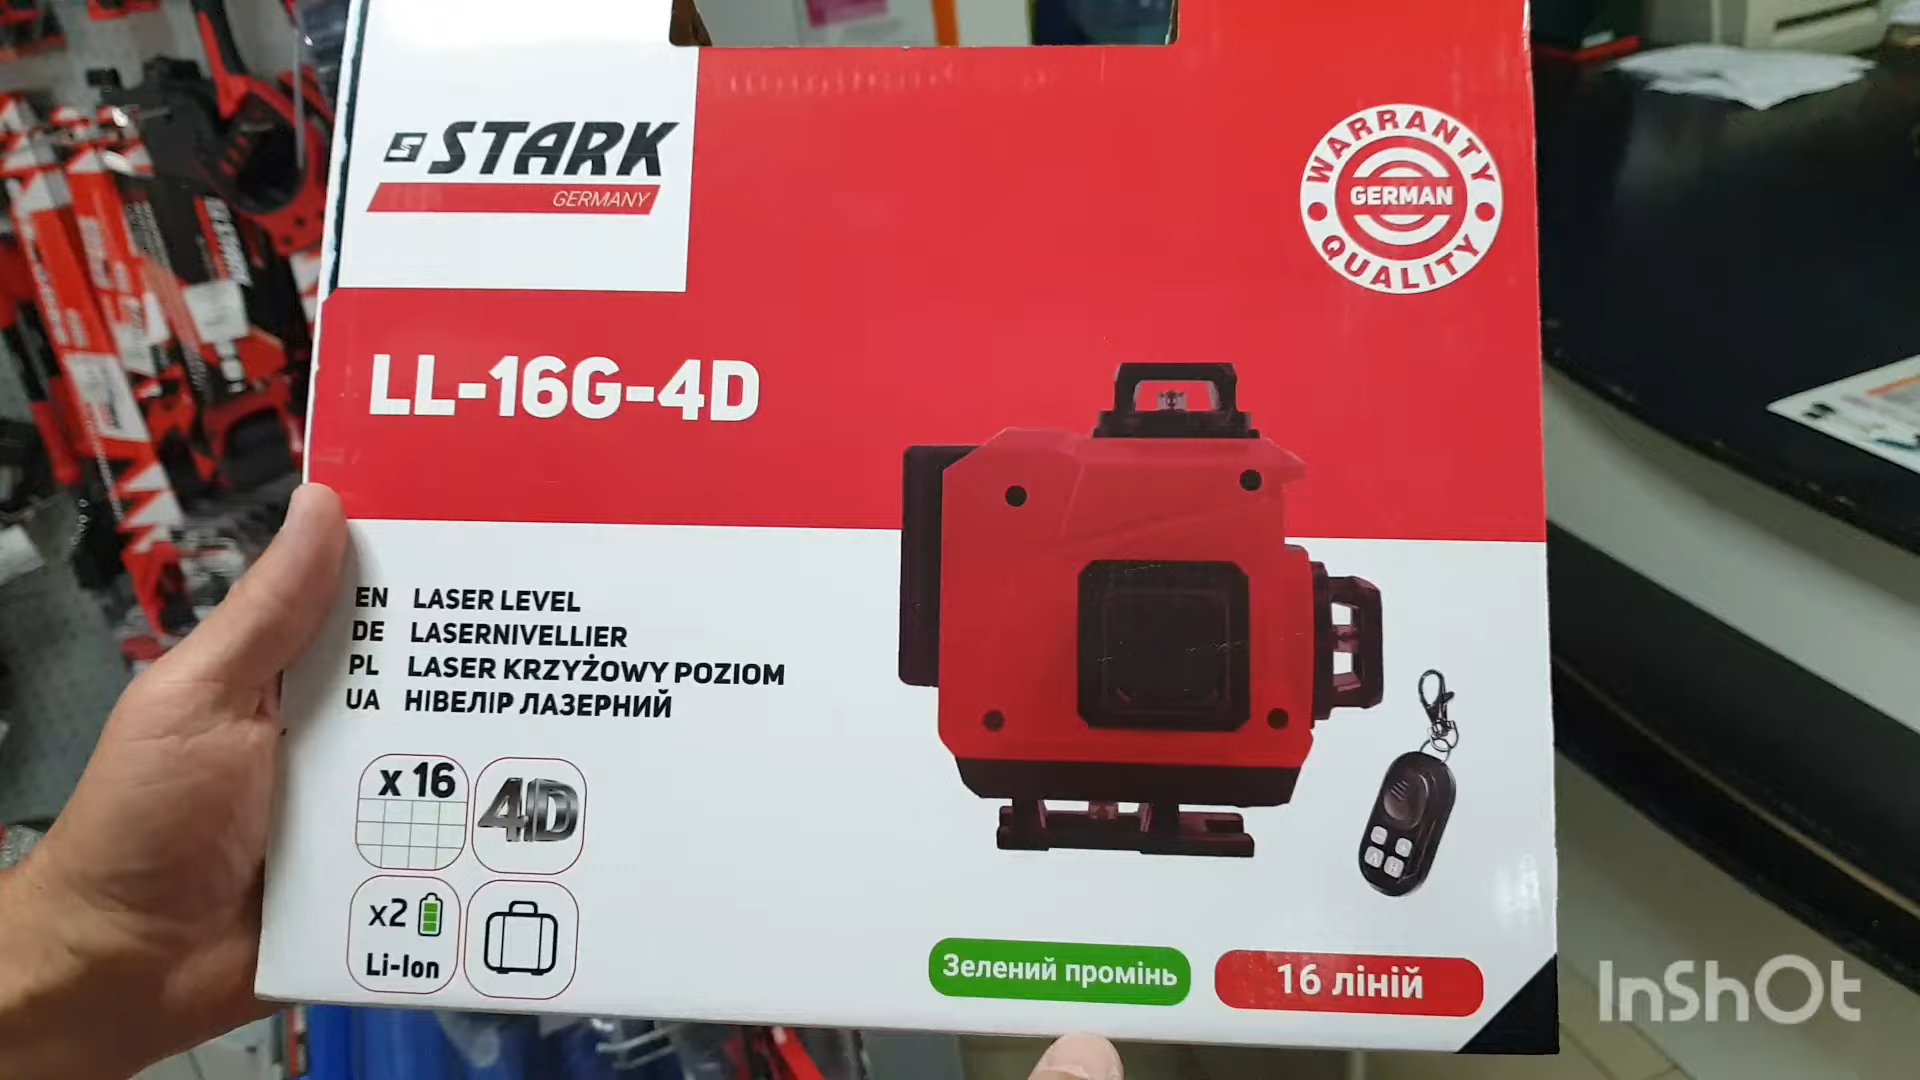 STARK
GERMANY
WARRANTY
GERMAN
QUALITY
LL-16G-4D
EN LASER LEVEL
DE LASERNIVELLIER
PL LASER KRZYŻOWY POZIOM
UA НІВЕЛІР ЛАЗЕРНИЙ
x 16
4D
x2
Li-Ion
Зелений промінь
16 ліній
InShOt